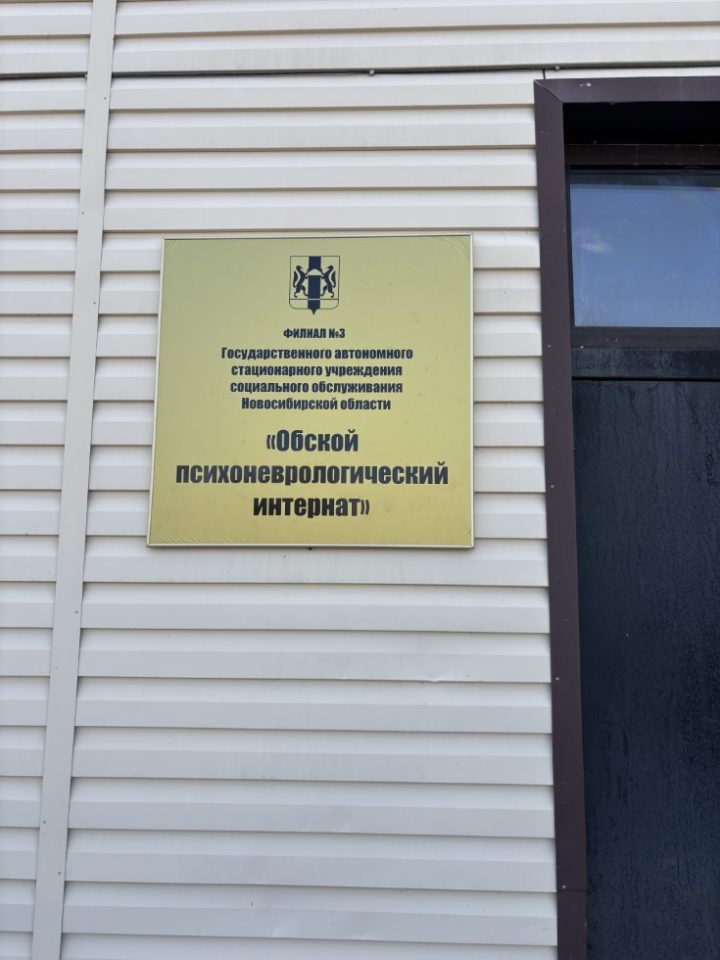 ФИЛИАЛ №3
Государственного автономного
стационарного учреждения
социального обслуживания
Новосибирской области
«Обской
психоневрологический
интернат»